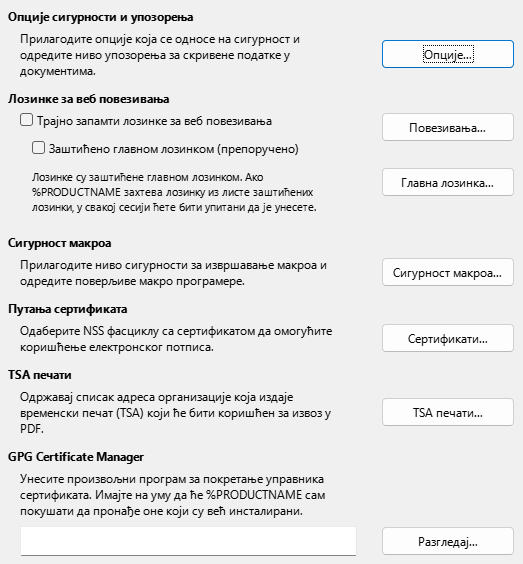 Опције сигурности и упозорења
Прилагодите опције која се односе на сигурност и
одредите ниво упозорења за скривене податке у
документима.
Опције...
Лозинке за веб повезивања
Трајно запамти лозинке за веб повезивања
Повезивања...
Заштићено главном лозинком (препоручено)
Лозинке су заштићене главном лозинком. Ако
%PRODUCTNAME захтева лозинку из листе заштићених
лозинки, у свакој сесији ћете бити упитани да је унесете.
Главна лозинка...
Сигурност макроа
Прилагодите ниво сигурности за извршавање макроа и
одредите поверљиве макро програмере.
Сигурност макроа...
Путања сертификата
Одаберите NSS фасциклу са сертификатом да омогућите
коришћење електронског потписа.
Сертификати...
TSA печати
Одржавај списак адреса организације која издаје
временски печат (TSA) који ће бити коришћен за извоз у
PDF.
TSA печати...
GPG Certificate Manager
Унесите произвољни програм за покретање управника
сертификата. Имајте на уму да ће %PRODUCTNAME сам
покушати да пронађе оне који су већ инсталирани.
Разгледај...